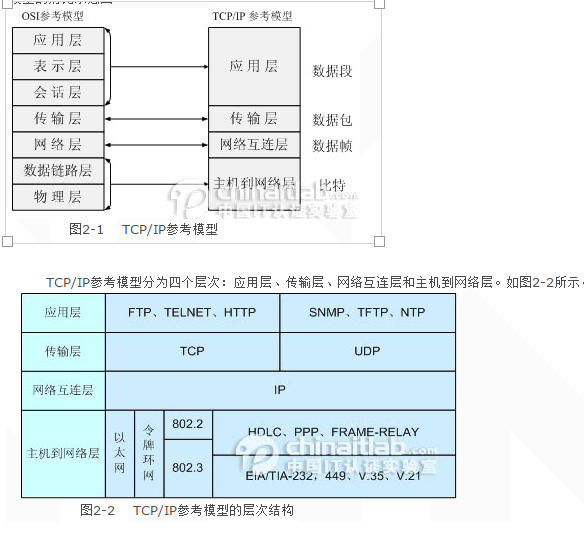 OSI参考模型
TCP/IP 参考模型
应用层
表示层
会话层
传输层
网络层
数据链路层
物理层
应用层
传输层
网络互连层
主机到网络层
数据段
数据包
数据帧
比特
chinaitlab.com
中国IT认证实验室
图2-1 TCP/IP参考模型
TCP/IP参考模型分为四个层次：应用层、传输层、网络互连层和主机到网络层。如图2-2所示。
应用层
FTP、TELNET、HTTP
SNMP、TFTP、NTP
传输层
TCP
UDP
网络互连层
IP
主机到网络层
以太网
令牌环网
802.2
802.3
HDLC、PPP、FRAME-RELAY
EIA/TIA-232，449、V.35、V.21
chinaitlab.com
中国IT认证实验室
图2-2 TCP/IP参考模型的层次结构